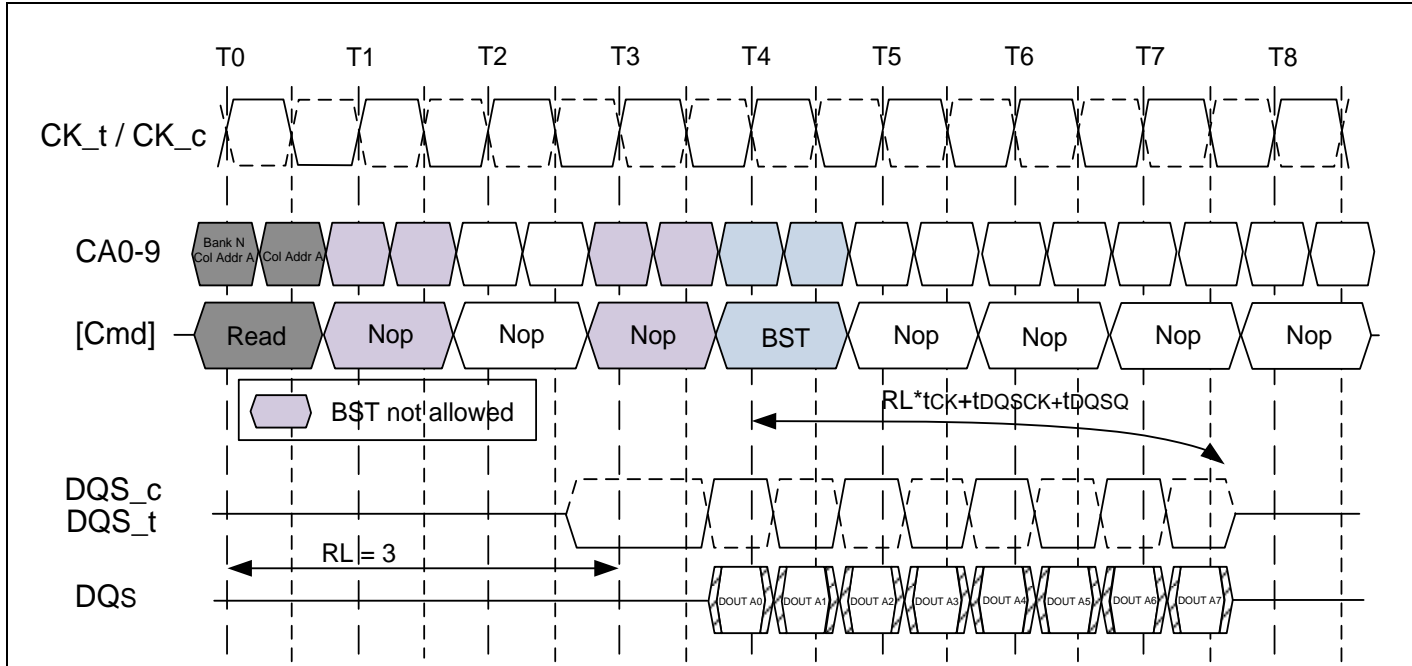 T0 T1 T2 T3 T4 T5 T6 T7 T8
CK_t / CK_c
CA0-9
Bank N
Col Addr A
Col Addr A
[Cmd]
Read Nop Nop Nop BST Nop Nop Nop Nop
BST not allowed
RL*tCK+tDQSCK+tDQSQ
DQS_c
DQS_t
RL = 3
DQs
DOUT A0 DOUT A1 DOUT A2 DOUT A3 DOUT A4 DOUT A5 DOUT A6 DOUT A7